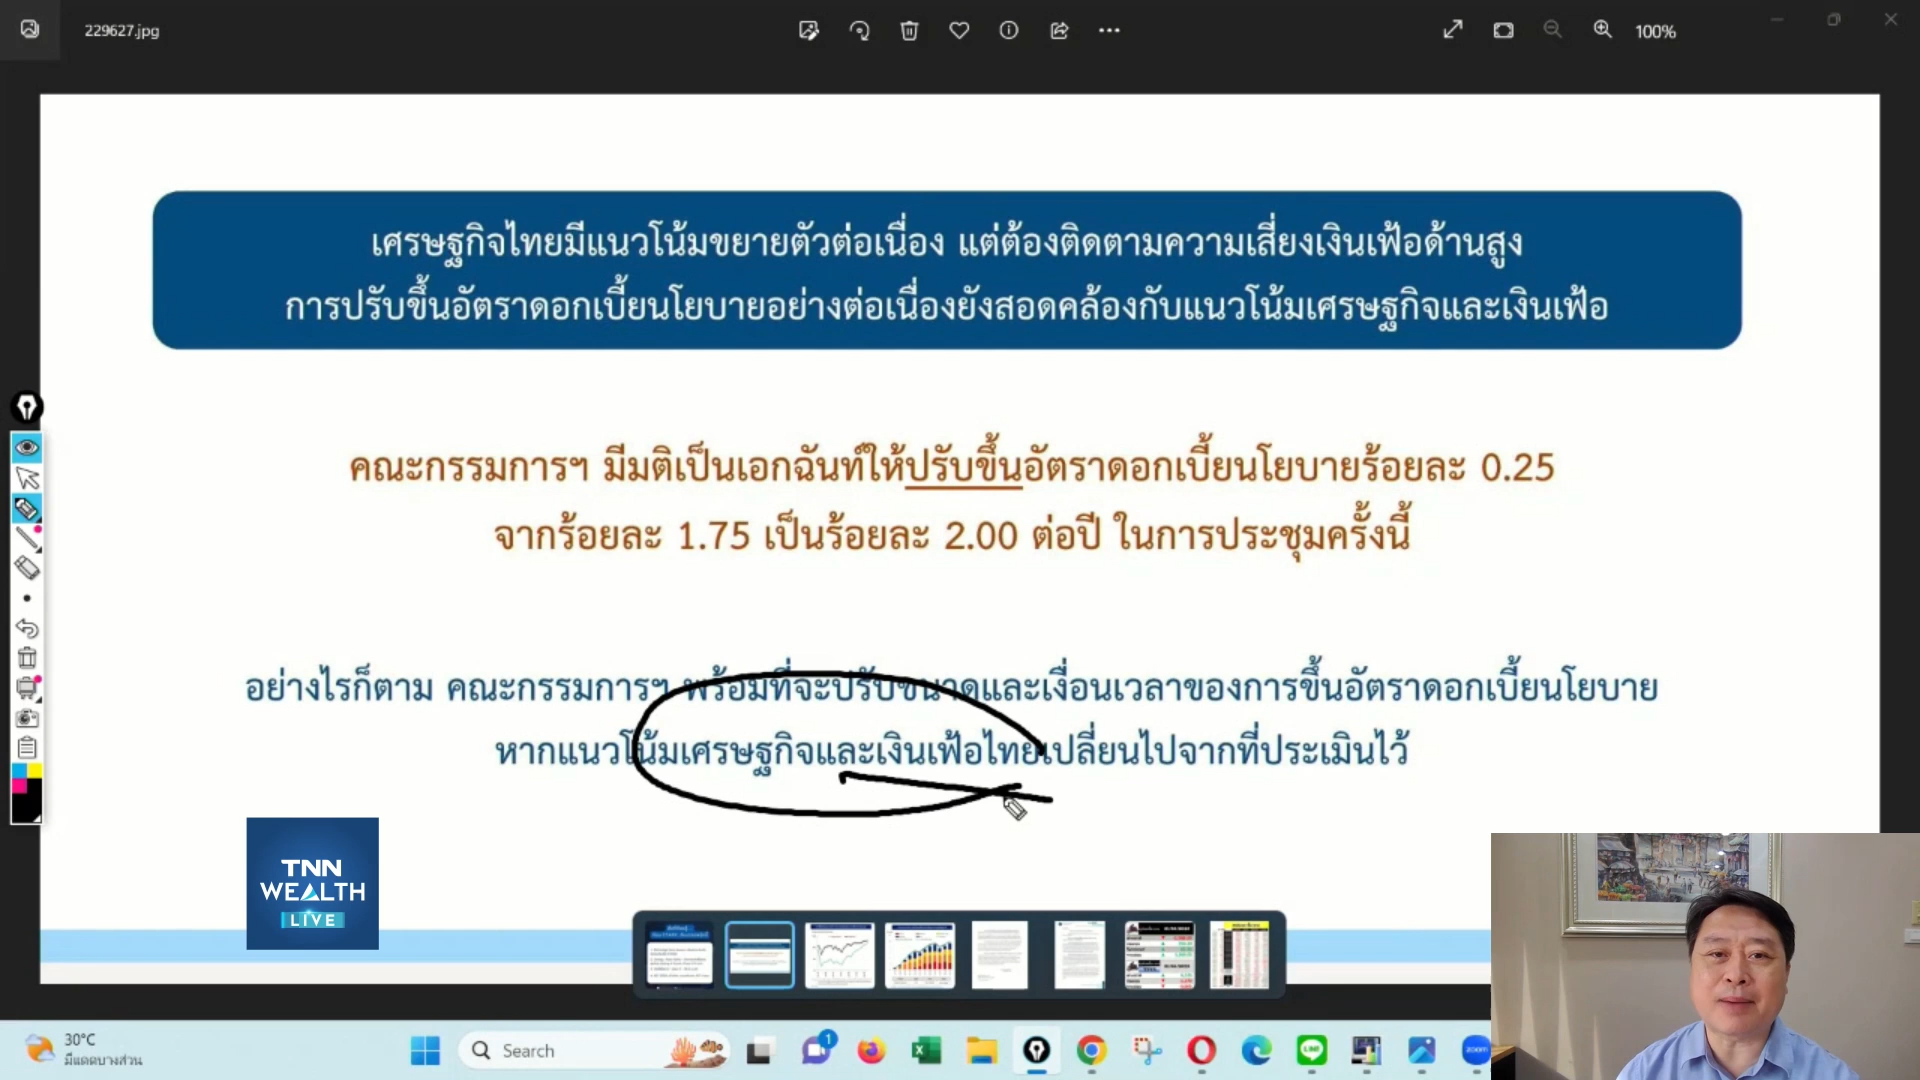 229627.jpg
100%
เศรษฐกิจไทยมีแนวโน้มขยายตัวต่อเนื่อง แต่ต้องติดตามความเสี่ยงเงินเฟ้อด้านสูง
การปรับขึ้นอัตราดอกเบี้ยนโยบายอย่างต่อเนื่องยังสอดคล้องกับแนวโน้มเศรษฐกิจและเงินเฟ้อ
คณะกรรมการฯ มีมติเป็นเอกฉันท์ให้ปรับขึ้นอัตราดอกเบี้ยนโยบายร้อยละ 0.25
จากร้อยละ 1.75 เป็นร้อยละ 2.00 ต่อปี ในการประชุมครั้งนี้
อย่างไรก็ตาม คณะกรรมการฯ พร้อมที่จะปรับขนาดและเงื่อนเวลาของการขึ้นอัตราดอกเบี้ยนโยบาย
หากแนวโน้มเศรษฐกิจและเงินเฟ้อไทยเปลี่ยนไปจากที่ประเมินไว้
TNN
WEALTH
LIVE
30°C
มีแดดบางส่วน
Search
1
LINE
zoom